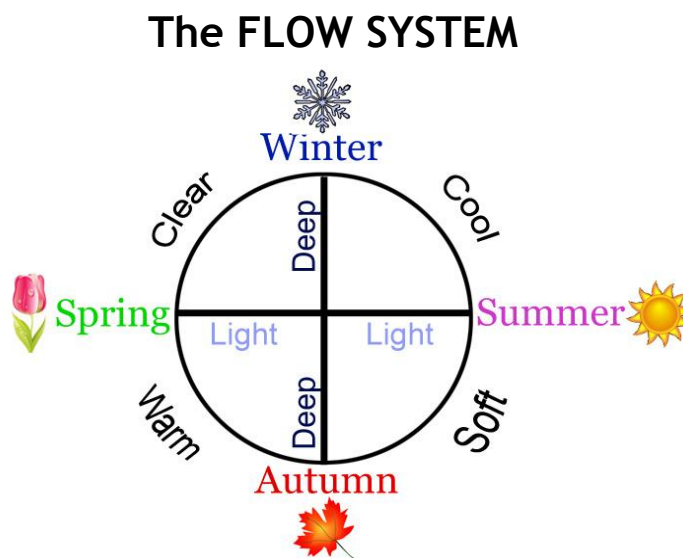 The FLOW SYSTEM
Winter
Clear
Cool
Deep
Spring
Summer
Light
Light
Deep
Warm
Soft
Autumn